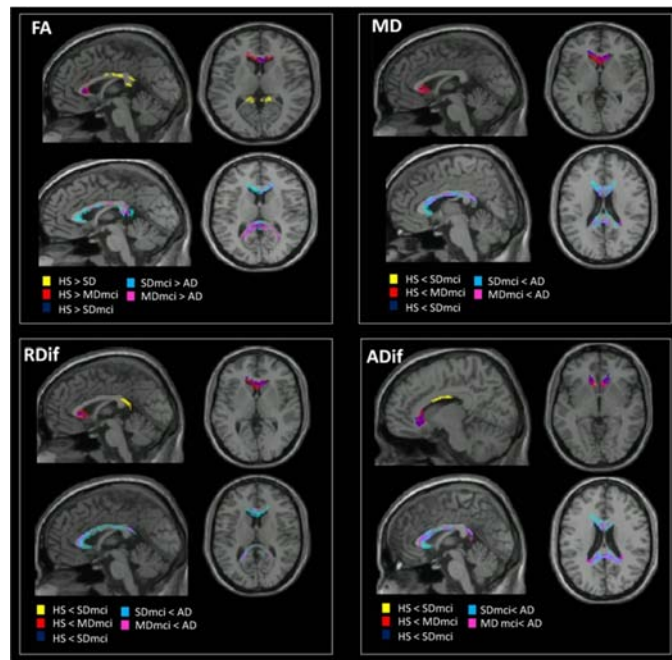 FA
HS > SD
SDmci > AD
HS > MDmci
MDmci > AD
HS > SDmci
MD
HS < SDmci
SDmci < AD
HS < MDmci
MDmci < AD
HS < SDmci
RDif
HS < SDmci
SDmci < AD
HS < MDmci
MDmci < AD
HS < SDmci
ADif
HS < SDmci
SDmci< AD
HS < MDmci
MD mci< AD
HS < SDmci